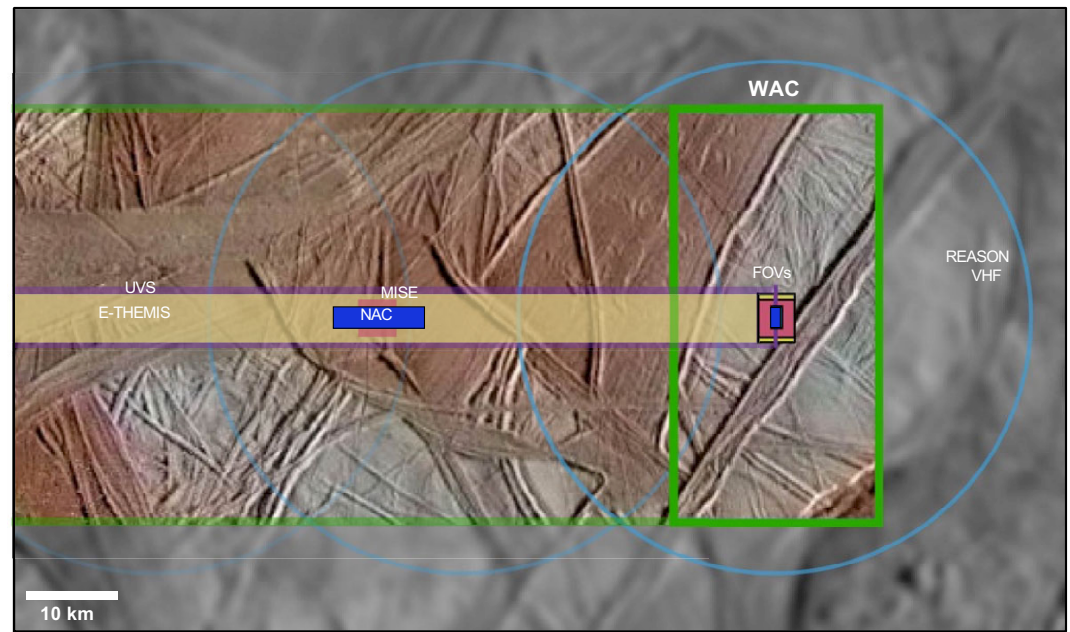 WAC
REASON
VHF
FOVs
UVS
MISE
E-THEMIS
NAC
10 km